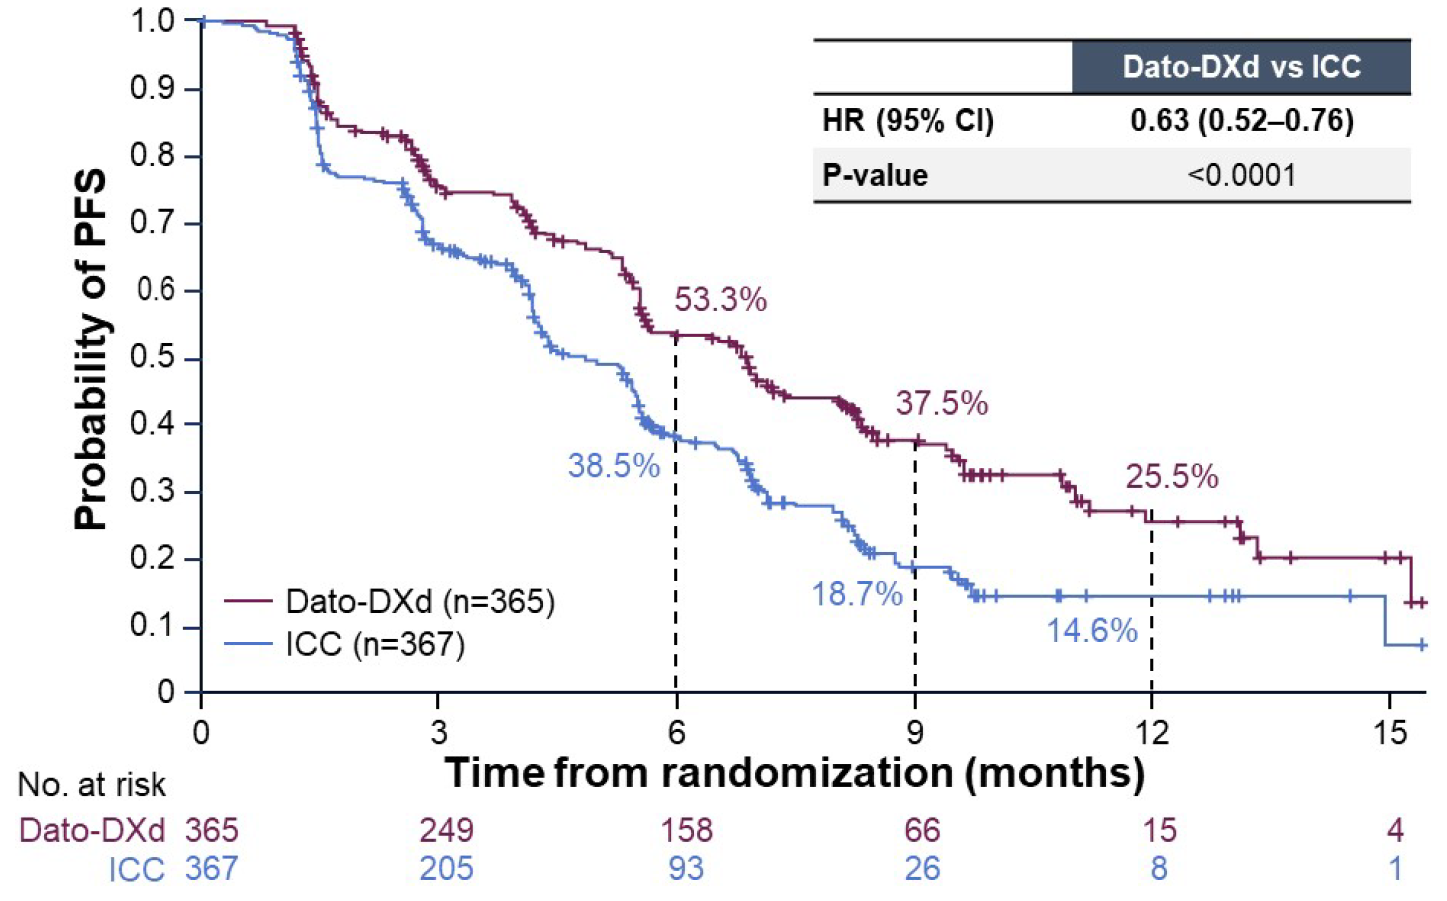 Dato-DXd vs ICC
HR (95% CI) 0.63 (0.52–0.76)
P-value <0.0001
Probability of PFS
1.0
0.9
0.8
0.7
0.6
0.5
0.4
0.3
0.2
0.1
0
53.3%
37.5%
25.5%
38.5%
18.7%
14.6%
Dato-DXd (n=365)
ICC (n=367)
0 3 6 9 12 15
Time from randomization (months)
No. at risk
Dato-DXd 365 249 158 66 15 4
ICC 367 205 93 26 8 1